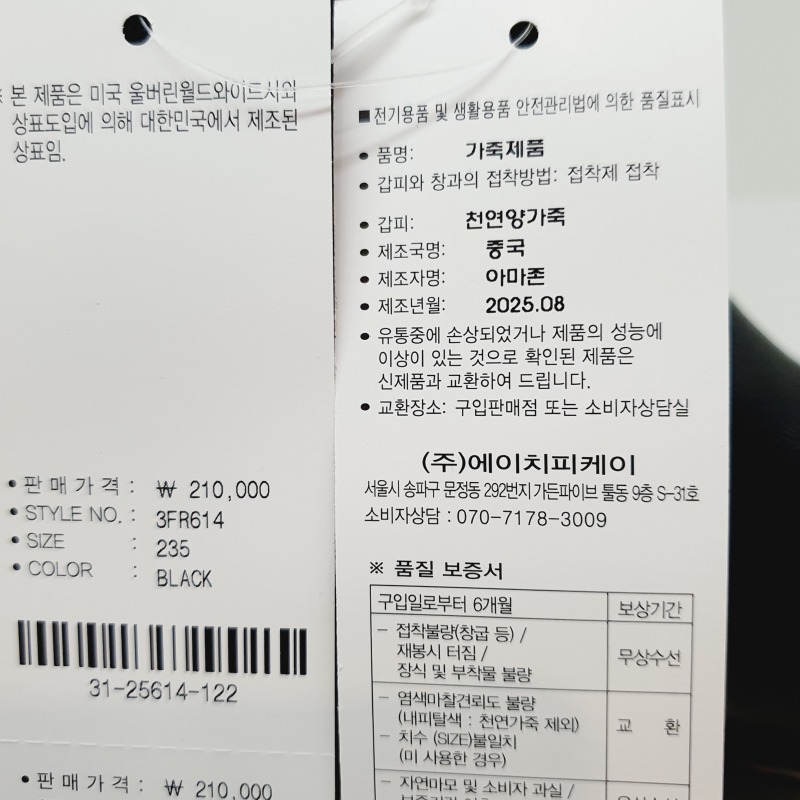 ※ 본 제품은 미국 울버린월드와이드사와
상표도입에 의해 대한민국에서 제조된
상표임.
• 판 매 가 격 : ₩ 210,000
• STYLE NO. : 3FR614
• SIZE : 235
• COLOR : BLACK
31-25614-122
• 판 매 가 격 : ₩ 210,000
■ 전기용품 및 생활용품 안전관리법에 의한 품질표시
• 품명: 가죽제품
• 갑피와 창과의 접착방법: 접착제 접착
• 갑피: 천연양가죽
• 제조국명: 중국
• 제조자명: 아마존
• 제조년월: 2025.08
• 유통중에 손상되었거나 제품의 성능에
이상이 있는 것으로 확인된 제품은
신제품과 교환하여 드립니다.
• 교환장소: 구입판매점 또는 소비자상담실
(주)에이치피케이
서울시 송파구 문정동 292번지 가든파이브 툴동 9층 S-31호
소비자상담 : 070-7178-3009
※ 품질 보증서
구입일로부터 6개월 보상기간
- 접착불량(창굽 등) /
재봉시 터짐 /
장식 및 부착물 불량
무상수선
- 염색마찰견뢰도 불량
(내피탈색 : 천연가죽 제외)
- 치수 (SIZE)불일치
(미 사용한 경우)
교 환
- 자연마모 및 소비자 과실 /